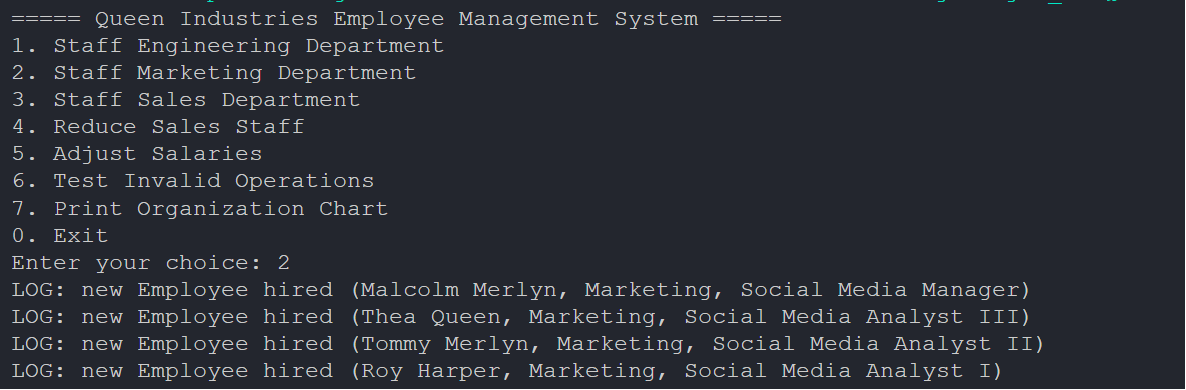 ===== Queen Industries Employee Management System =====
1. Staff Engineering Department
2. Staff Marketing Department
3. Staff Sales Department
4. Reduce Sales Staff
5. Adjust Salaries
6. Test Invalid Operations
7. Print Organization Chart
0. Exit
Enter your choice: 2
LOG: new Employee hired (Malcolm Merlyn, Marketing, Social Media Manager)
LOG: new Employee hired (Thea Queen, Marketing, Social Media Analyst III)
LOG: new Employee hired (Tommy Merlyn, Marketing, Social Media Analyst II)
LOG: new Employee hired (Roy Harper, Marketing, Social Media Analyst I)